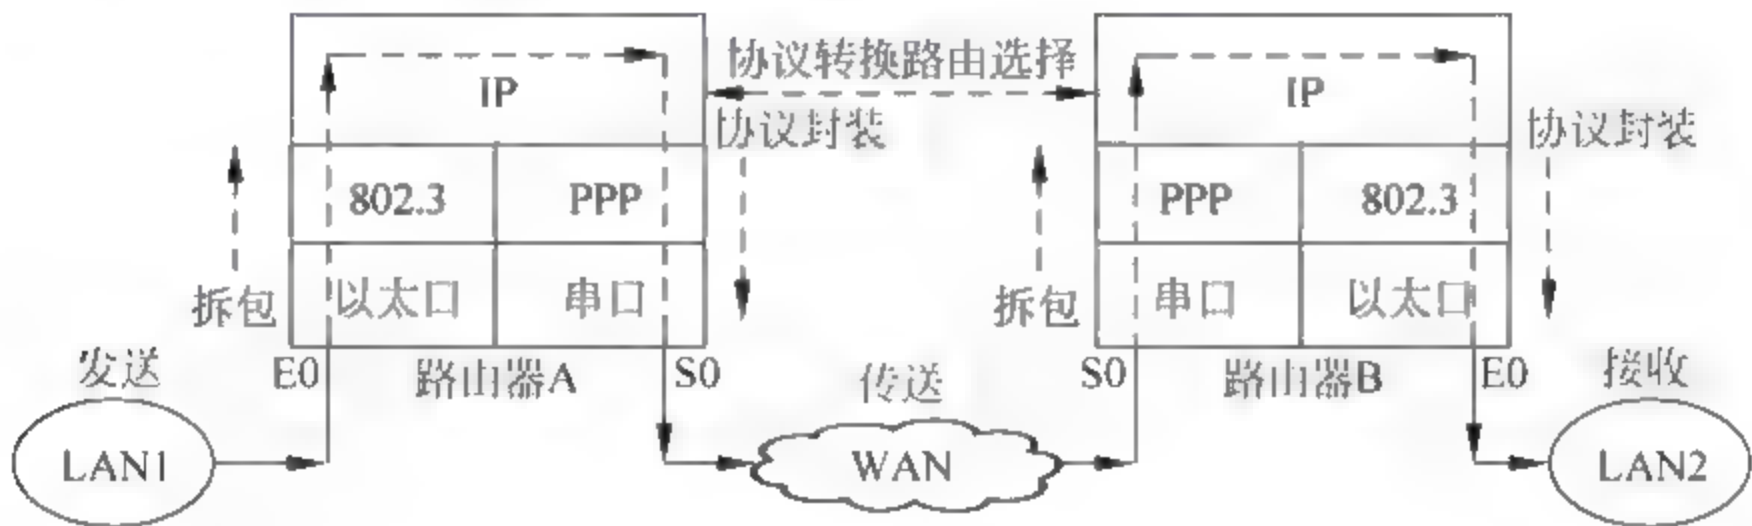 协议转换路由选择
IP
IP
协议封装
协议封装
802.3 PPP
PPP 802.3
拆包 以太口 串口
拆包 串口 以太口
发送 E0 路由器A S0
传送
S0 路由器B E0 接收
LAN1
WAN
LAN2